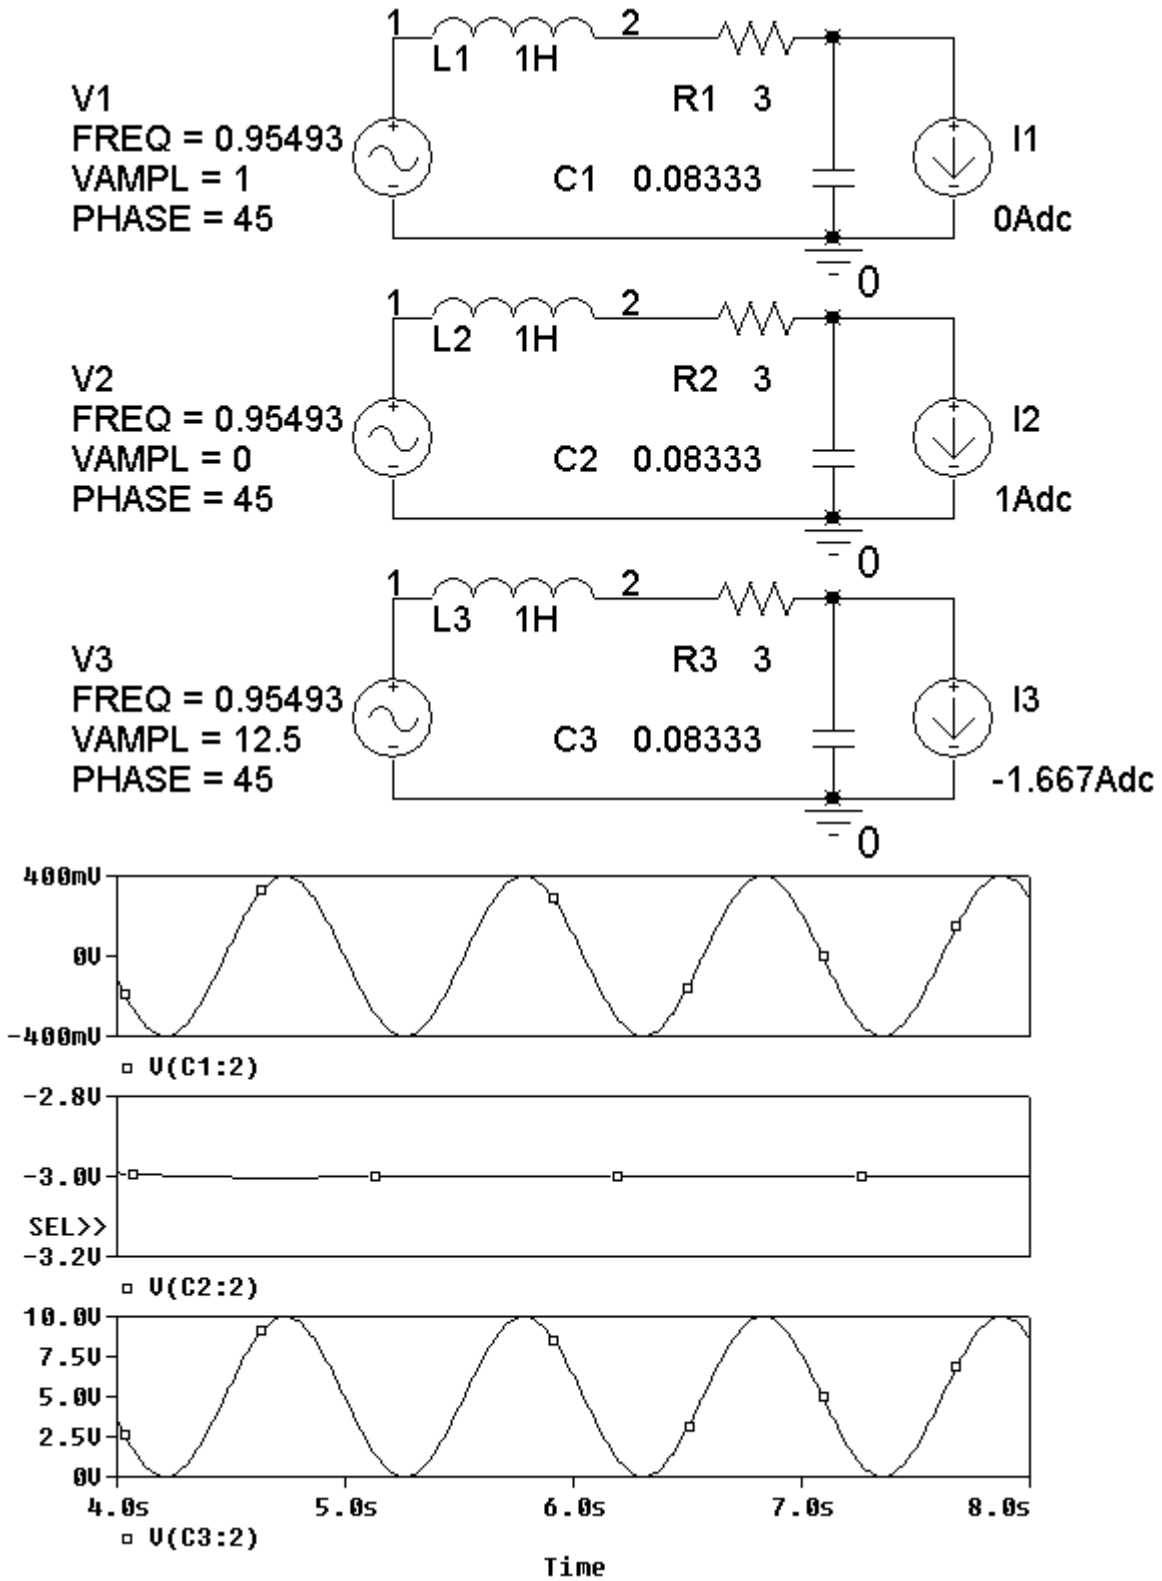 1 2
L1 1H
R1 3
V1
FREQ = 0.95493
VAMPL = 1
PHASE = 45
C1 0.08333
I1
0Adc
0
1 2
L2 1H
R2 3
V2
FREQ = 0.95493
VAMPL = 0
PHASE = 45
C2 0.08333
I2
1Adc
0
1 2
L3 1H
R3 3
V3
FREQ = 0.95493
VAMPL = 12.5
PHASE = 45
C3 0.08333
I3
-1.667Adc
0
400mV
0V
-400mV
V(C1:2)
-2.8V
-3.0V
SEL>>
-3.2V
V(C2:2)
10.0V
7.5V
5.0V
2.5V
0V
4.0s 5.0s 6.0s 7.0s 8.0s
V(C3:2)
Time